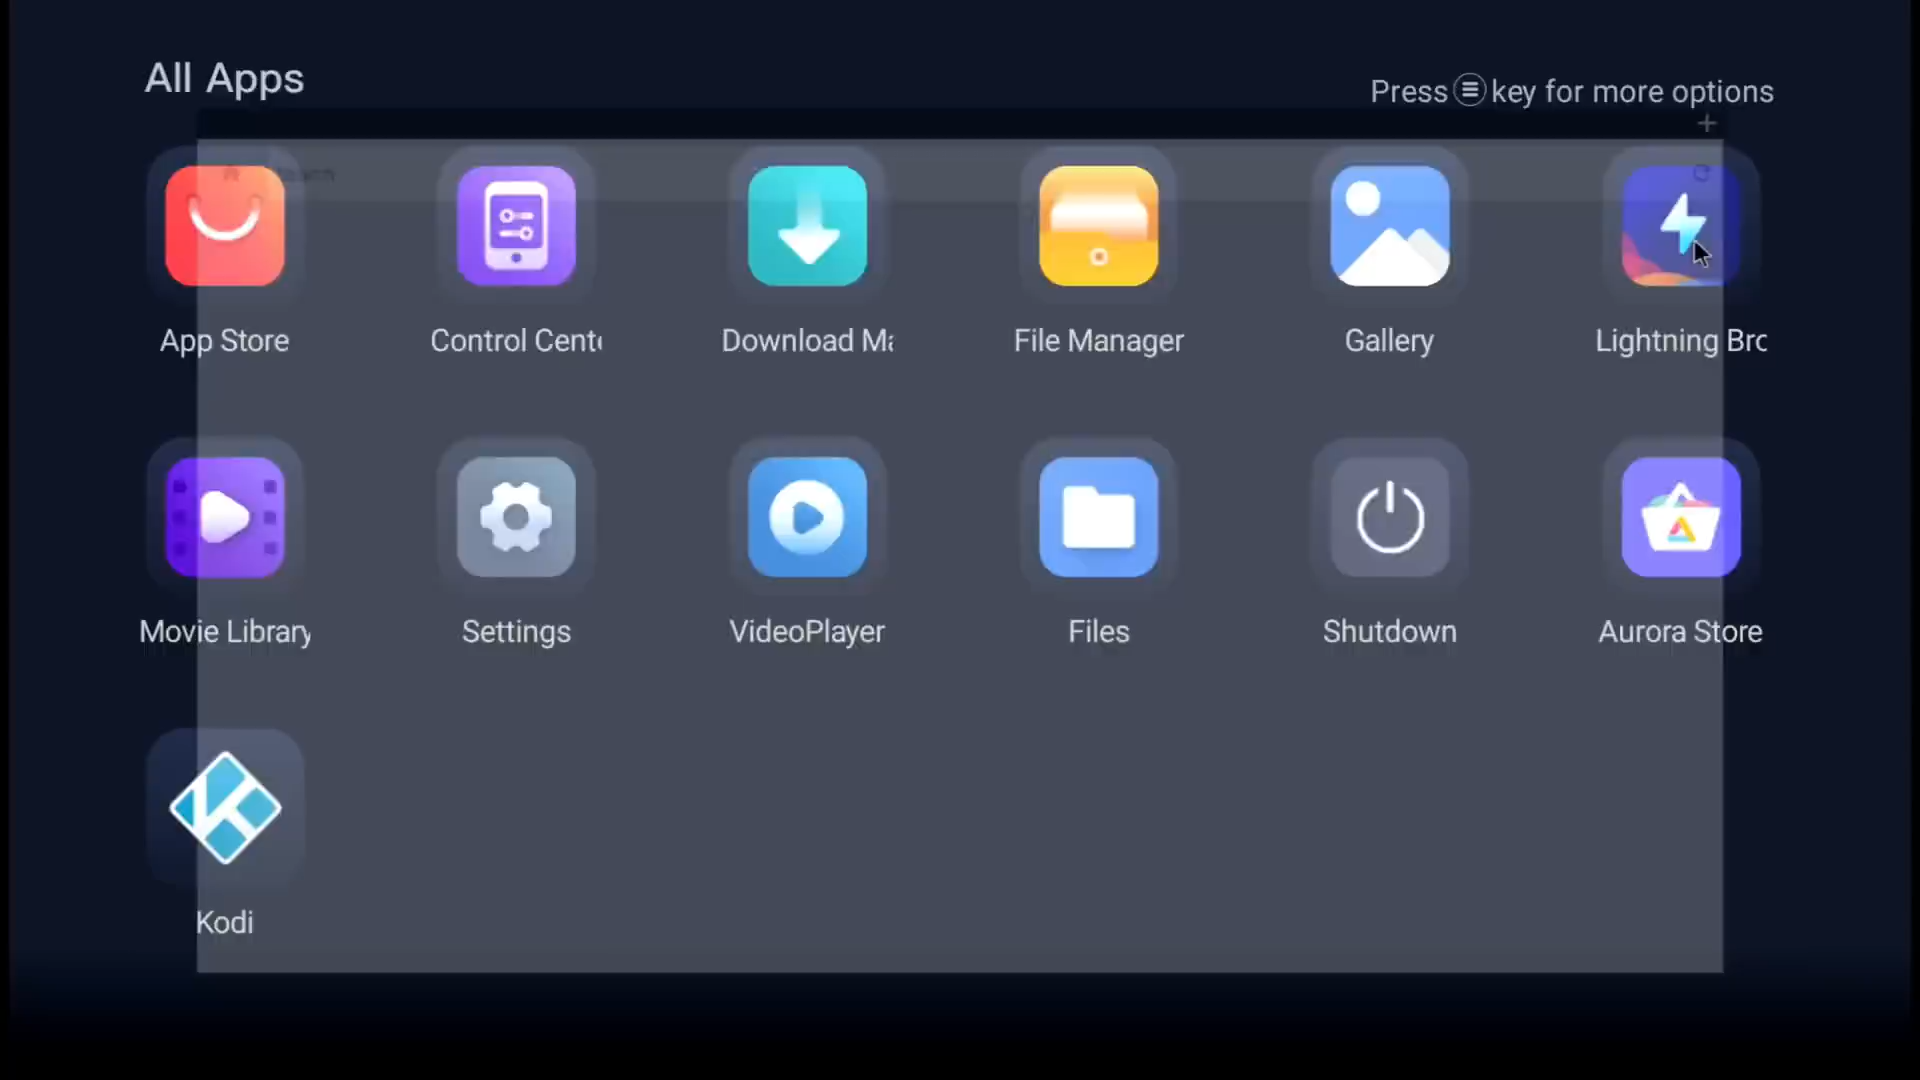 All Apps
Press key for more options
App Store
Control Cent
Download Ma
File Manager
Gallery
Lightning Bro
Movie Library
Settings
VideoPlayer
Files
Shutdown
Aurora Store
Kodi